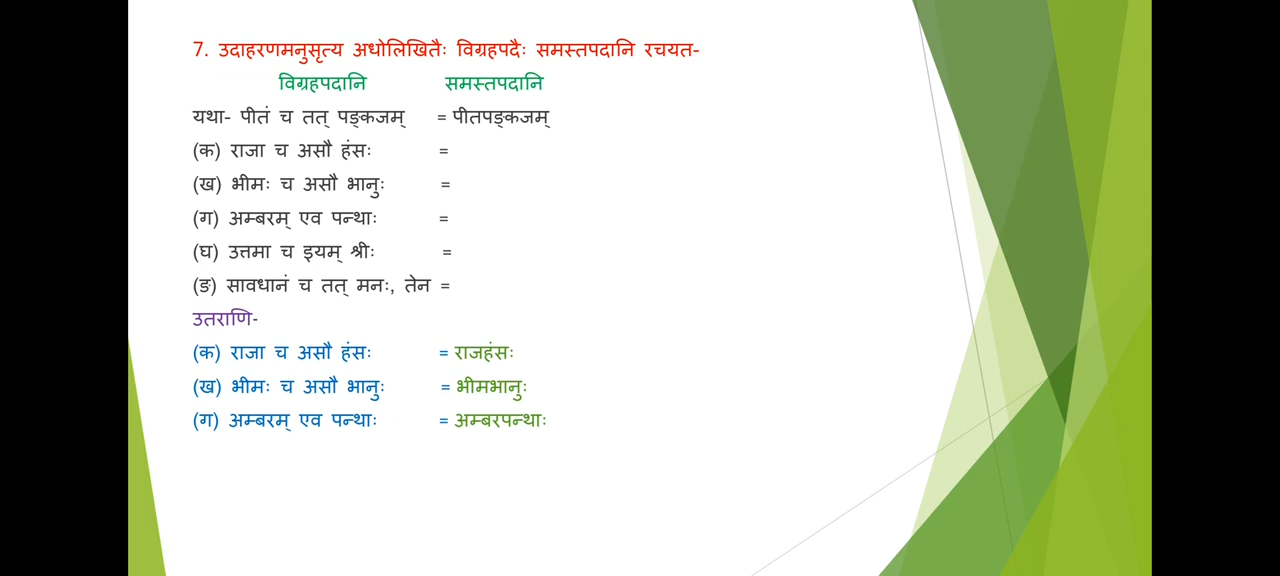 7. उदाहरणमनुसृत्य अधोलिखितैः विग्रहपदैः समस्तपदानि रचयत-
विग्रहपदानि समस्तपदानि
यथा- पीतं च तत् पङ्कजम् = पीतपङ्कजम्
(क) राजा च असौ हंसः =
(ख) भीमः च असौ भानुः =
(ग) अम्बरम् एव पन्थाः =
(घ) उत्तमा च इयम् श्रीः =
(ङ) सावधानं च तत् मनः, तेन =
उतराणि-
(क) राजा च असौ हंसः = राजहंसः
(ख) भीमः च असौ भानुः = भीमभानुः
(ग) अम्बरम् एव पन्थाः = अम्बरपन्थाः